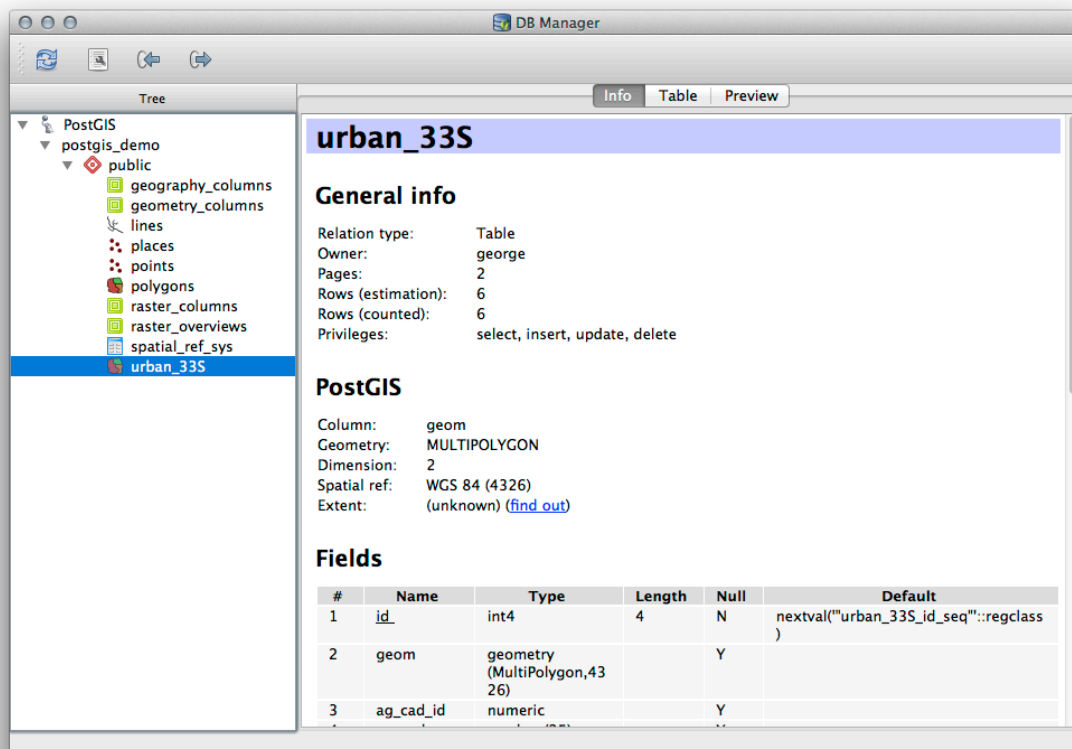 DB Manager
Tree
Info Table Preview
PostGIS
postgis_demo
public
geography_columns
geometry_columns
lines
places
points
polygons
raster_columns
raster_overviews
spatial_ref_sys
urban_33S
urban_33S
General info
Relation type: Table
Owner: george
Pages: 2
Rows (estimation): 6
Rows (counted): 6
Privileges: select, insert, update, delete
PostGIS
Column: geom
Geometry: MULTIPOLYGON
Dimension: 2
Spatial ref: WGS 84 (4326)
Extent: (unknown) (find out)
Fields
# Name Type Length Null Default
1 id int4 4 N nextval('"urban_33S_id_seq"'::regclass
)
2 geom geometry Y
(MultiPolygon,43
26)
3 ag_cad_id numeric Y